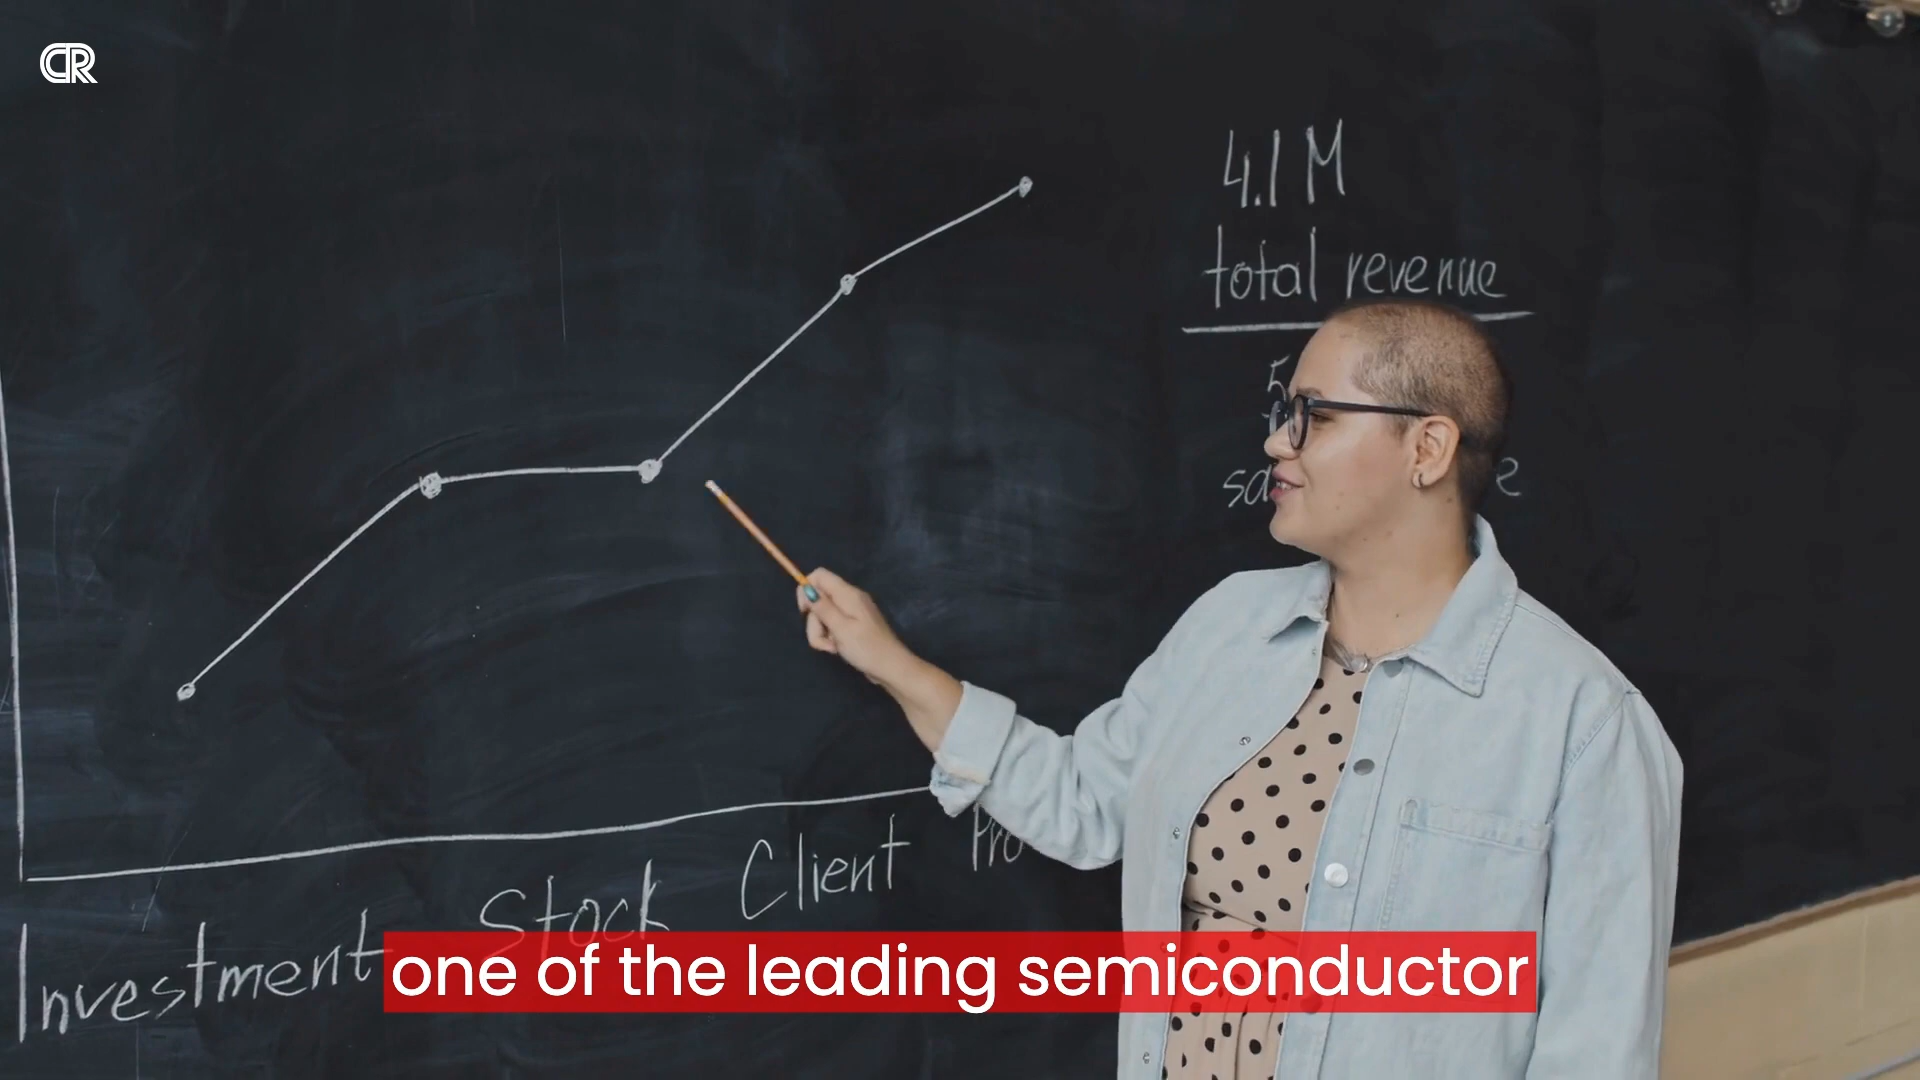 CR
4.1 M
total revenue
Investment Stock Client
one of the leading semiconductor